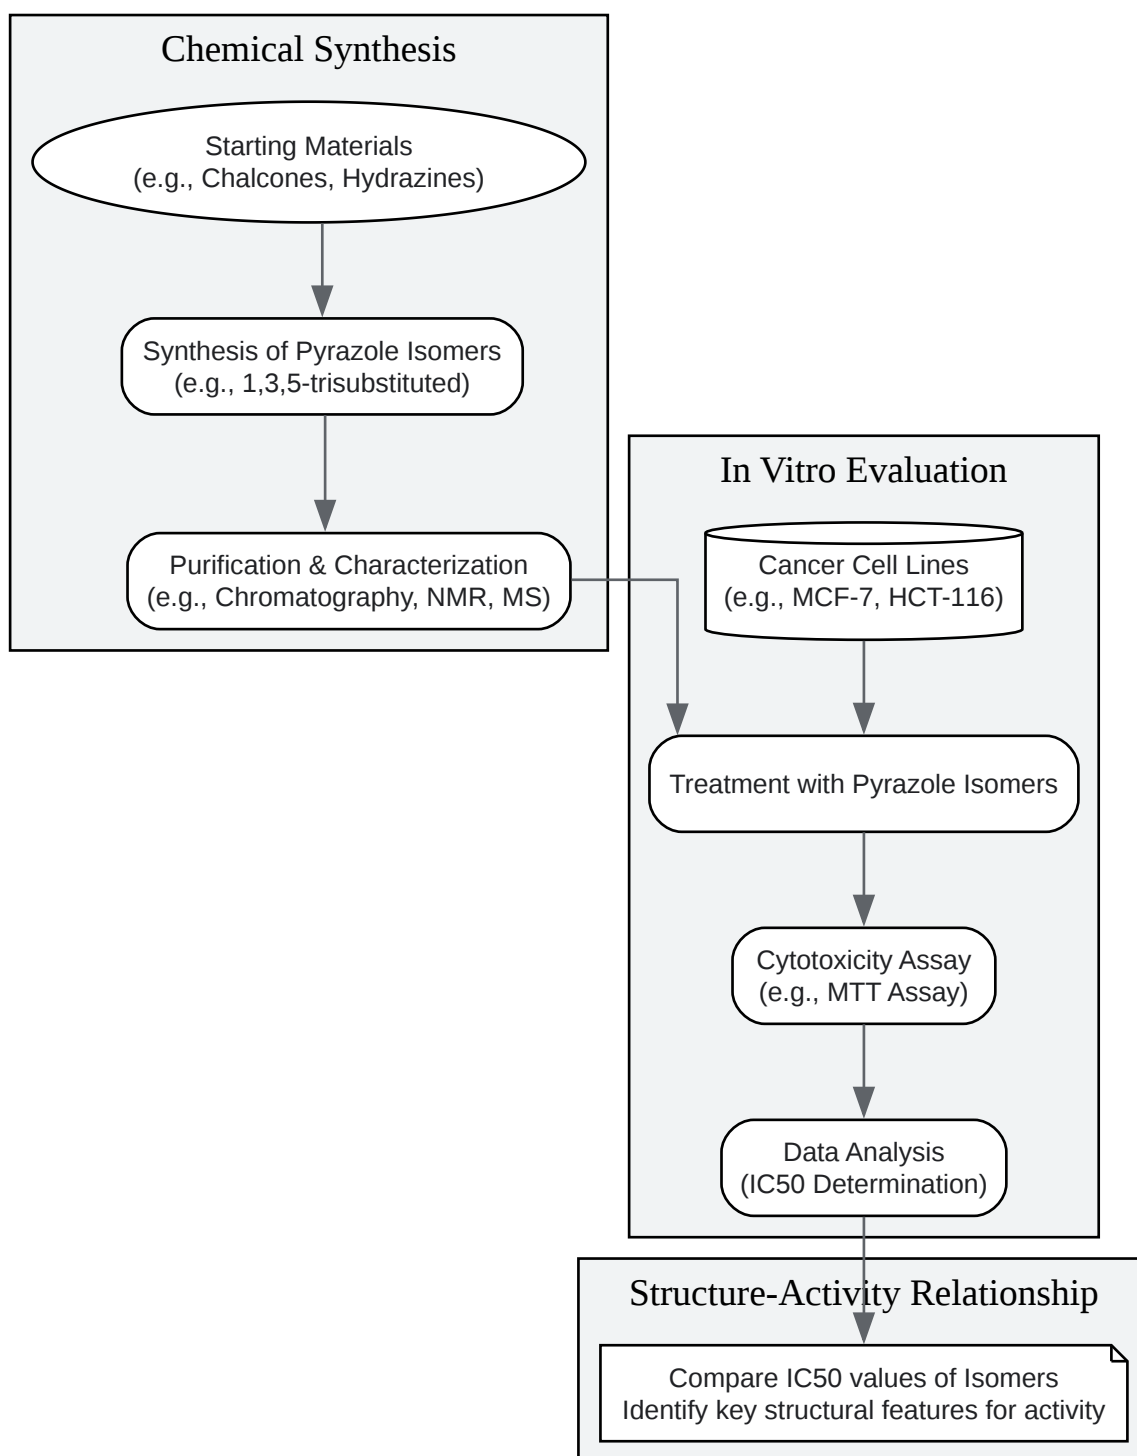 Chemical Synthesis
Starting Materials
(e.g., Chalcones, Hydrazines)
Synthesis of Pyrazole Isomers
(e.g., 1,3,5-trisubstituted)
Purification & Characterization
(e.g., Chromatography, NMR, MS)
In Vitro Evaluation
Cancer Cell Lines
(e.g., MCF-7, HCT-116)
Treatment with Pyrazole Isomers
Cytotoxicity Assay
(e.g., MTT Assay)
Data Analysis
(IC50 Determination)
Structure-Activity Relationship
Compare IC50 values of Isomers
Identify key structural features for activity